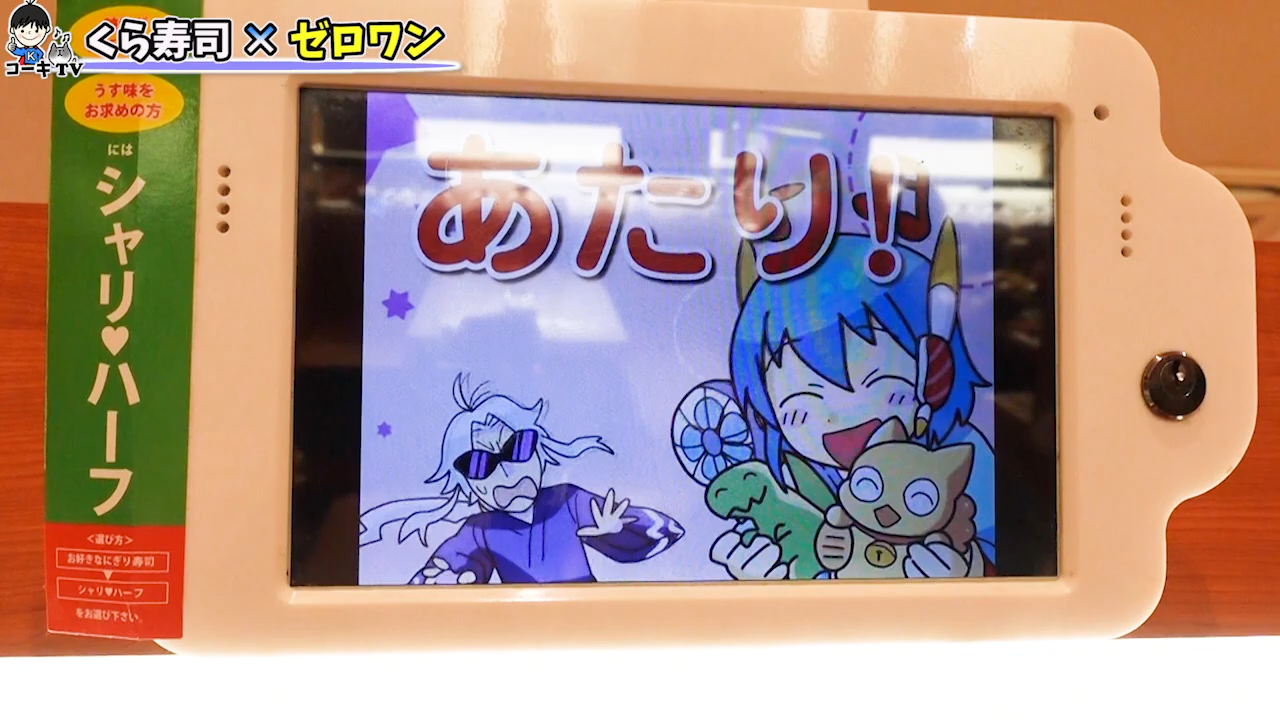 くら寿司×ゼロワン
コーキTV
うす味を
お求めの方
には
シャリ♥ハーフ
<選び方>
お好きなにぎり寿司
▼
シャリ♥ハーフ
をお選び下さい。
あたり!